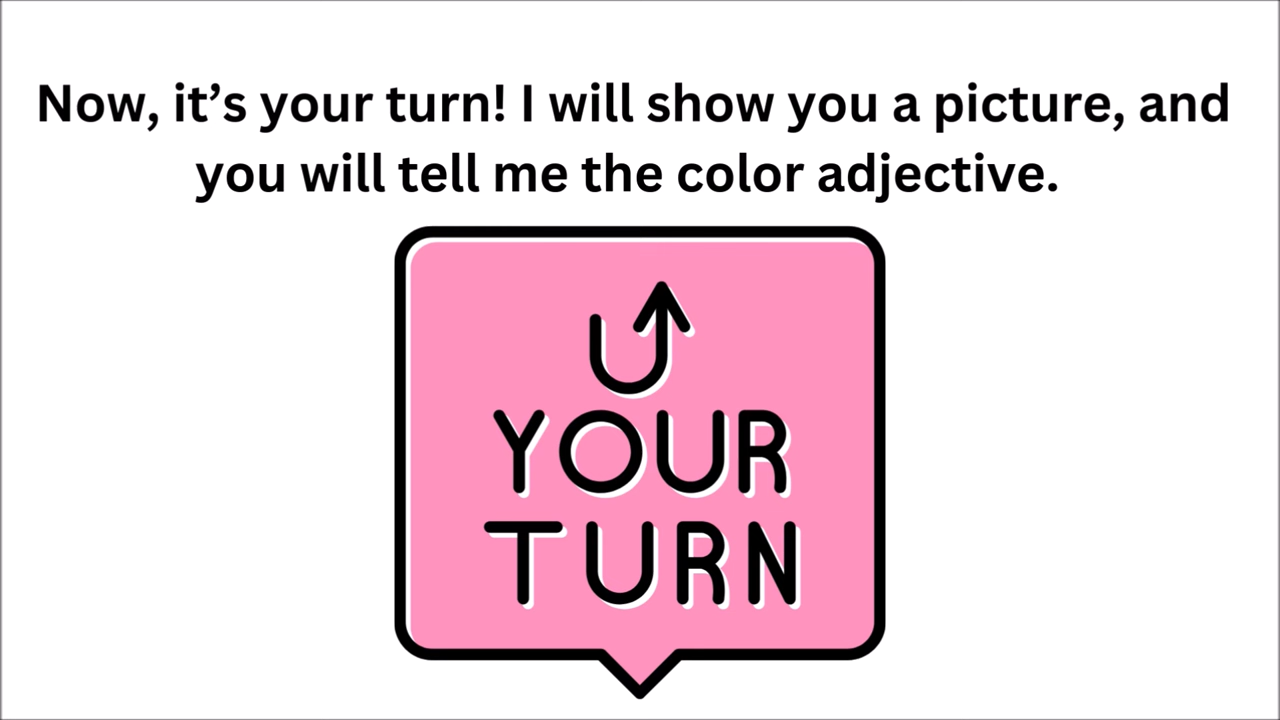 Now, it’s your turn! I will show you a picture, and
you will tell me the color adjective.
YOUR
TURN